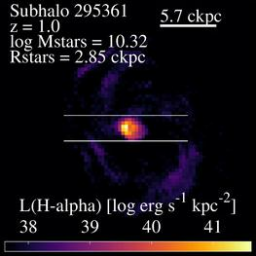 Subhalo 295361
5.7 ckpc
z = 1.0
log Mstars = 10.32
Rstars = 2.85 ckpc
L(H-alpha) [log erg s⁻¹ kpc⁻²]
38 39 40 41